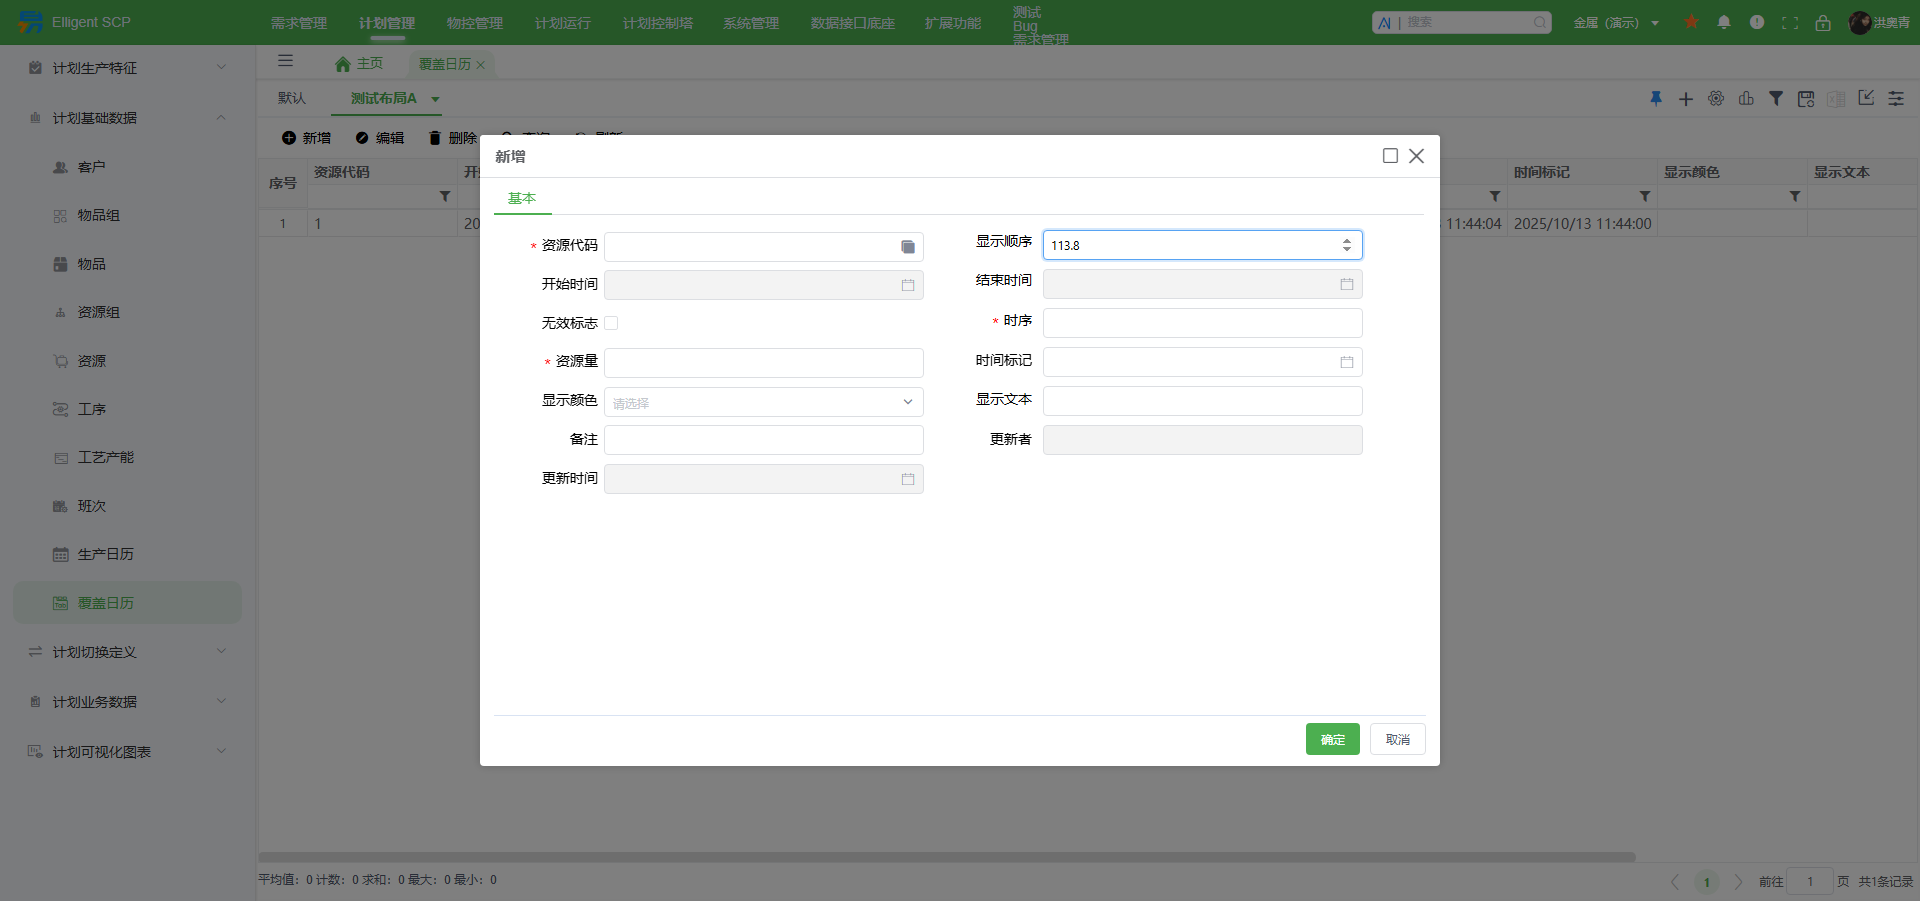 Elligent SCP
需求管理
计划管理
物控管理
计划运行
计划控制塔
系统管理
数据接口底座
扩展功能
测试
Bug
需求管理
AI | 搜索
金属（演示）
洪奥青
计划生产特征
计划基础数据
客户
物品组
物品
资源组
资源
工序
工艺产能
班次
生产日历
覆盖日历
计划切换定义
计划业务数据
计划可视化图表
主页
覆盖日历
默认
测试布局A
新增
编辑
删除
序号
资源代码
时间标记
显示颜色
显示文本
1
1
20
11:44:04
2025/10/13 11:44:00
新增
基本
* 资源代码
显示顺序
113.8
开始时间
结束时间
无效标志
* 时序
* 资源量
时间标记
显示颜色
请选择
显示文本
备注
更新者
更新时间
确定
取消
平均值: 0 计数: 0 求和: 0 最大: 0 最小: 0
1
前往
1
页
共1条记录